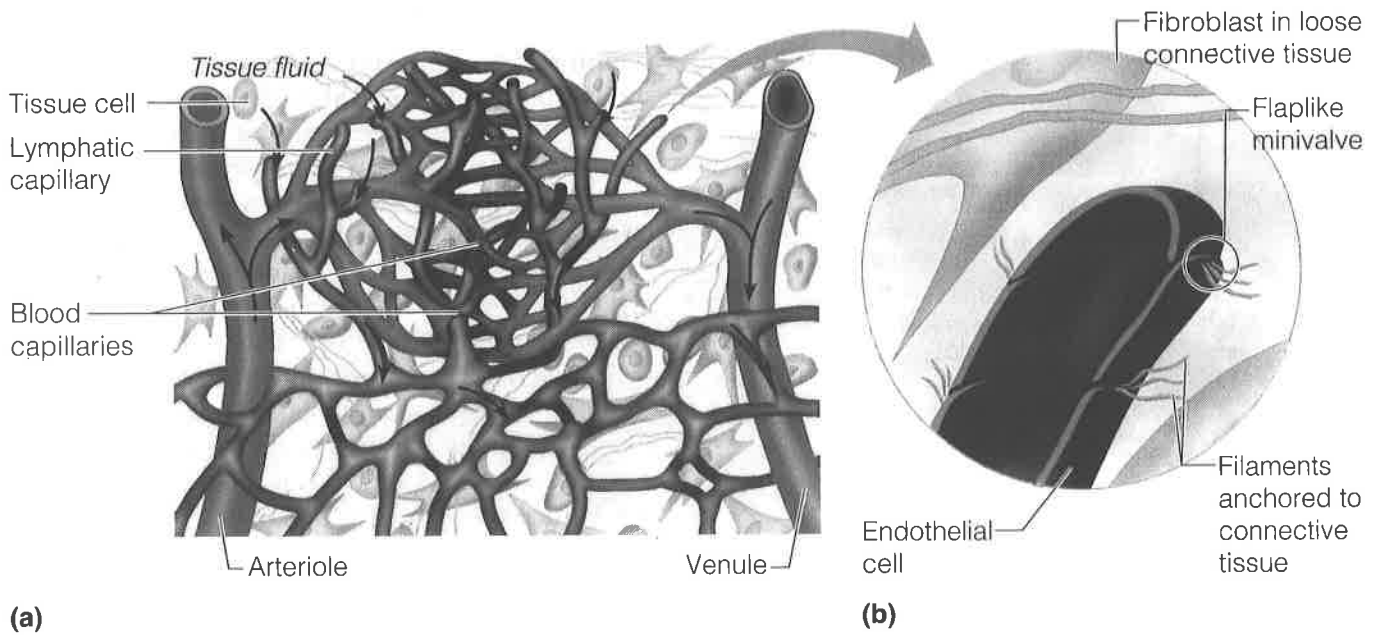 Tissue fluid
Tissue cell
Lymphatic
capillary
Blood
capillaries
Arteriole
Venule
(a)
Fibroblast in loose
connective tissue
Flaplike
minivalve
Filaments
anchored to
connective
tissue
Endothelial
cell
(b)